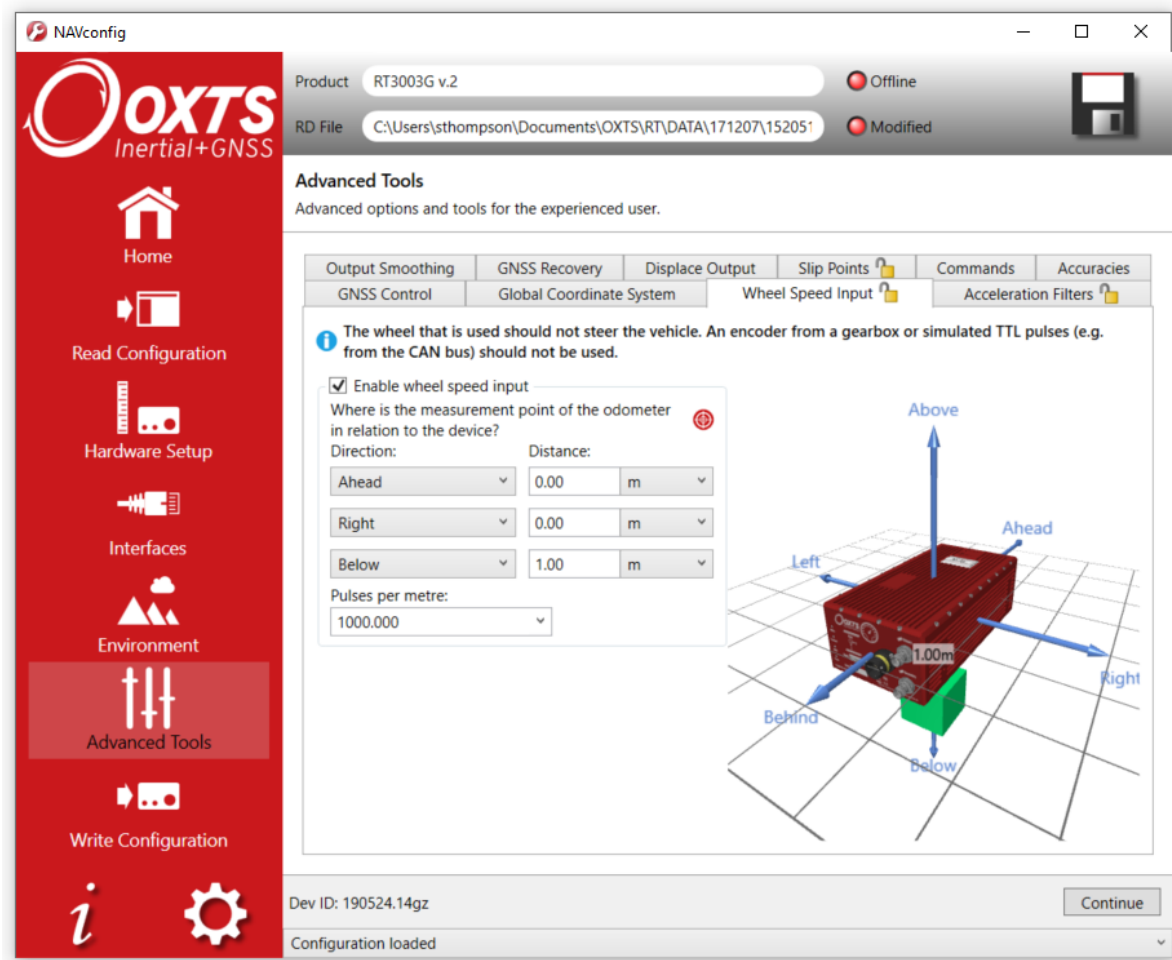 NAVconfig
OXTS
Inertial+GNSS
Home
Read Configuration
Hardware Setup
Interfaces
Environment
Advanced Tools
Write Configuration
i
Product RT3003G v.2 Offline
RD File C:\Users\sthompson\Documents\OXTS\RT\DATA\171207\152051 Modified
Advanced Tools
Advanced options and tools for the experienced user.
Output Smoothing GNSS Recovery Displace Output Slip Points Commands Accuracies
GNSS Control Global Coordinate System Wheel Speed Input Acceleration Filters
The wheel that is used should not steer the vehicle. An encoder from a gearbox or simulated TTL pulses (e.g.
from the CAN bus) should not be used.
Enable wheel speed input
Where is the measurement point of the odometer
in relation to the device?
Direction: Distance:
Ahead 0.00 m
Right 0.00 m
Below 1.00 m
Pulses per metre:
1000.000
Above
Ahead
Left
OXTS
1.00m
Right
Behind
Below
Dev ID: 190524.14gz
Continue
Configuration loaded